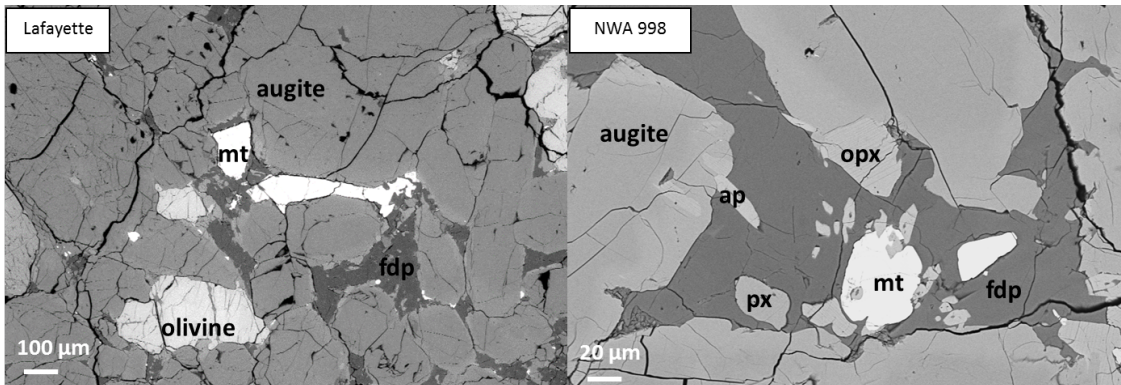 Lafayette
augite
mt
fdp
olivine
100 µm
NWA 998
augite
opx
ap
mt
px
fdp
20 µm